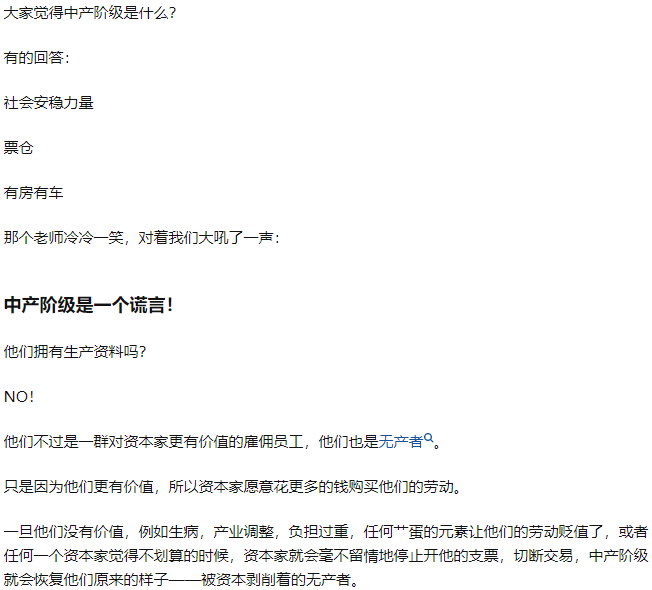 大家觉得中产阶级是什么？
有的回答：
社会安稳力量
票仓
有房有车
那个老师冷冷一笑，对着我们大吼了一声：
中产阶级是一个谎言！
他们拥有生产资料吗？
NO！
他们不过是一群对资本家更有价值的雇佣员工，他们也是无产者。
只是因为他们更有价值，所以资本家愿意花更多的钱购买他们的劳动。
一旦他们没有价值，例如生病，产业调整，负担过重，任何艹蛋的元素让他们的劳动贬值了，或者
任何一个资本家觉得不划算的时候，资本家就会毫不留情地停止开他的支票，切断交易，中产阶级
就会恢复他们原来的样子——被资本剥削着的无产者。